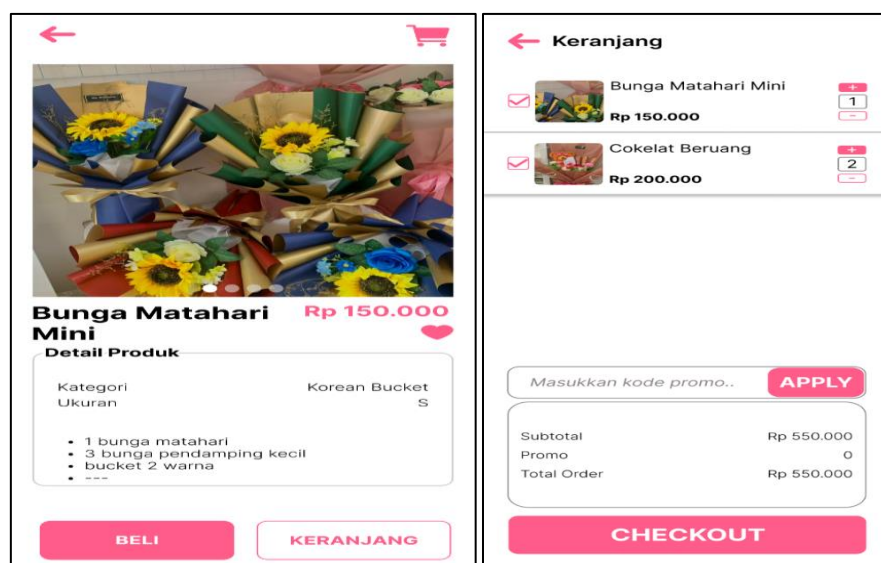 Bunga Matahari Mini
Rp 150.000
Detail Produk
Kategori Korean Bucket
Ukuran S
• 1 bunga matahari
• 3 bunga pendamping kecil
• bucket 2 warna
• ---
BELI
KERANJANG
Keranjang
Bunga Matahari Mini
Rp 150.000
+
1
-
Cokelat Beruang
Rp 200.000
+
2
-
Masukkan kode promo..
APPLY
Subtotal Rp 550.000
Promo 0
Total Order Rp 550.000
CHECKOUT